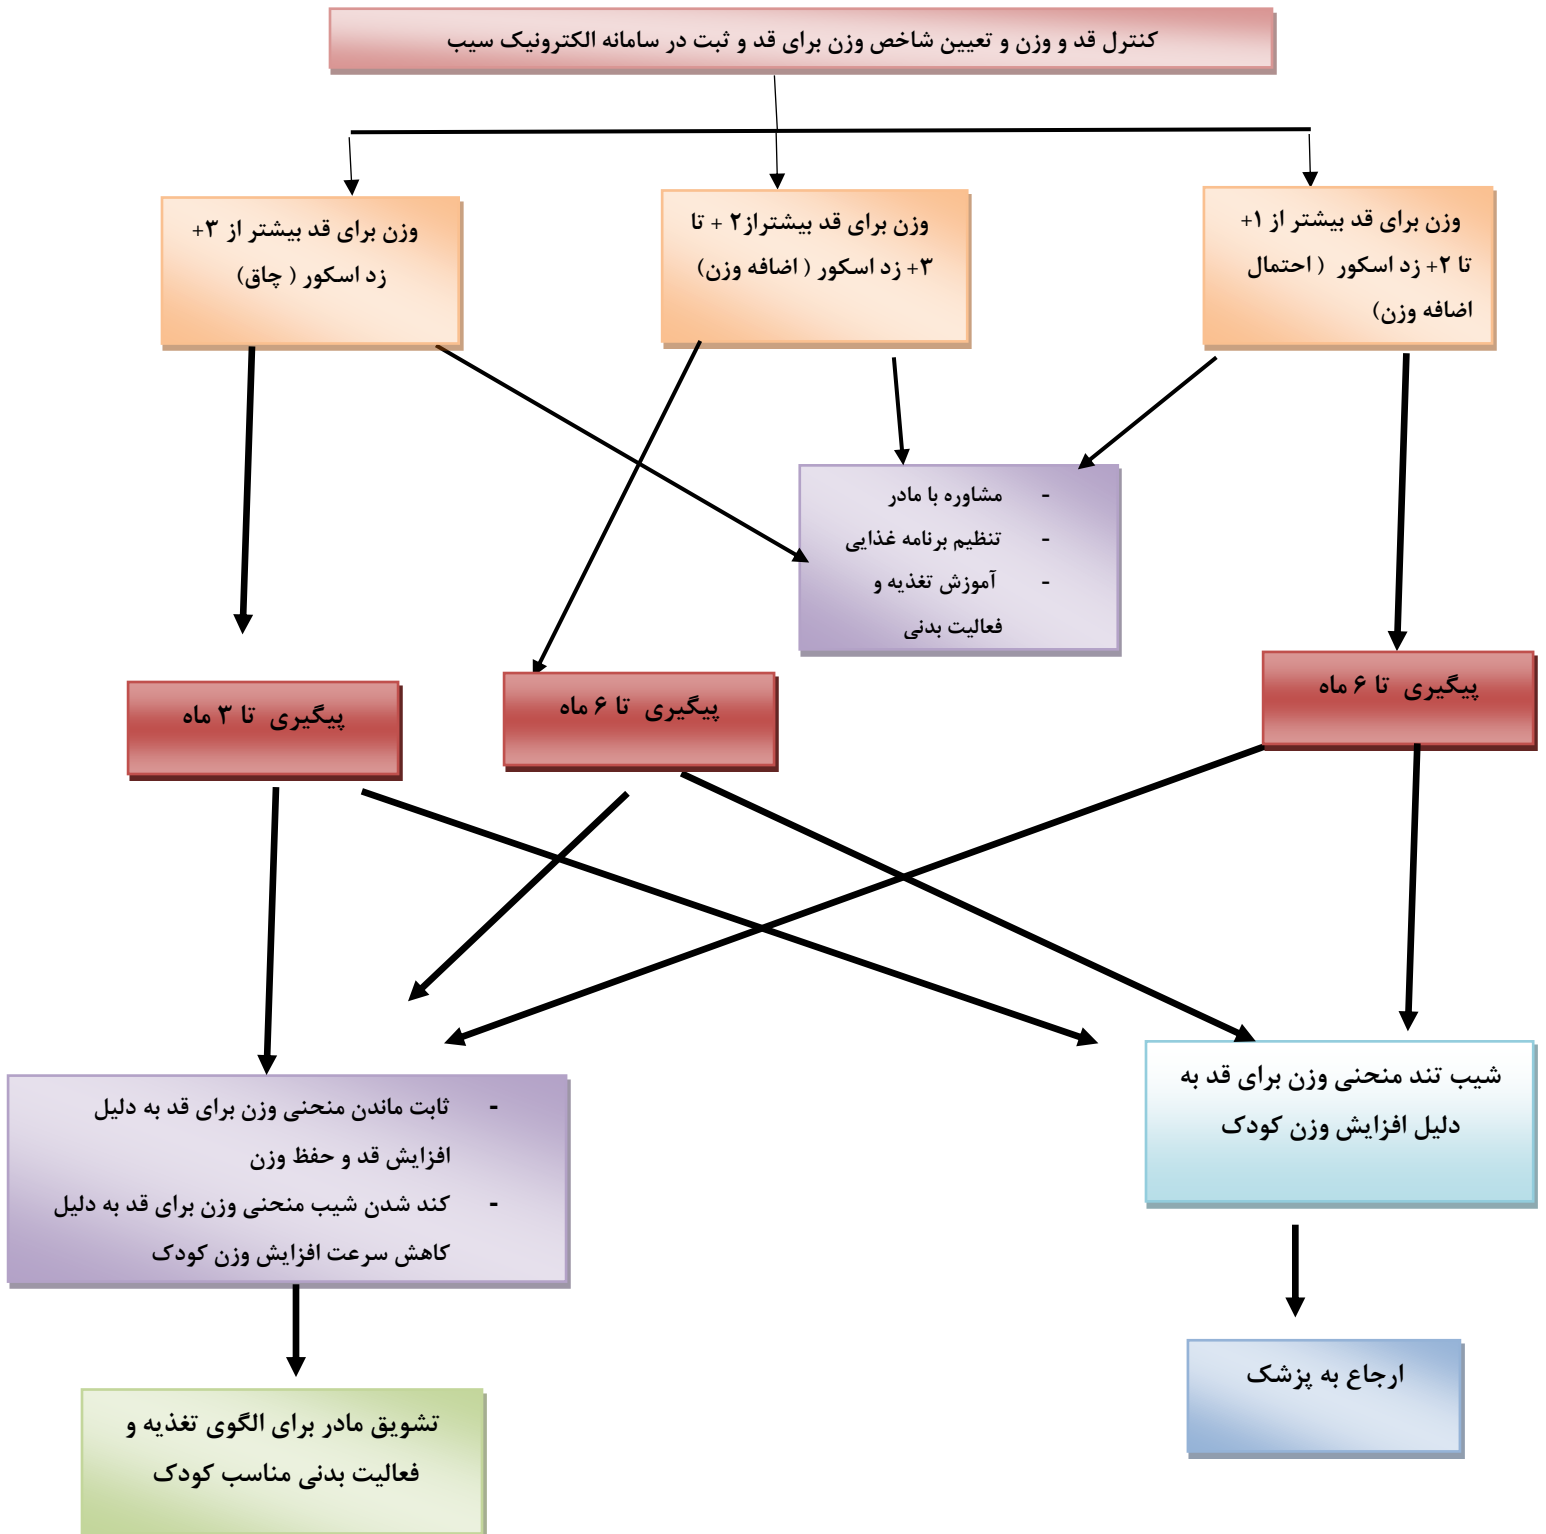 کنترل قد و وزن و تعیین شاخص وزن برای قد و ثبت در سامانه الکترونیک سیب
وزن برای قد بیشتر از ۱+
تا ۲+ زد اسکور ( احتمال
اضافه وزن)
وزن برای قد بیشتراز۲ + تا
۳+ زد اسکور ( اضافه وزن)
وزن برای قد بیشتر از ۳+
زد اسکور ( چاق)
- مشاوره با مادر
- تنظیم برنامه غذایی
- آموزش تغذیه و
فعالیت بدنی
پیگیری تا ۶ ماه
پیگیری تا ۶ ماه
پیگیری تا ۳ ماه
شیب تند منحنی وزن برای قد به
دلیل افزایش وزن کودک
- ثابت ماندن منحنی وزن برای قد به دلیل
افزایش قد و حفظ وزن
- کند شدن شیب منحنی وزن برای قد به دلیل
کاهش سرعت افزایش وزن کودک
ارجاع به پزشک
تشویق مادر برای الگوی تغذیه و
فعالیت بدنی مناسب کودک